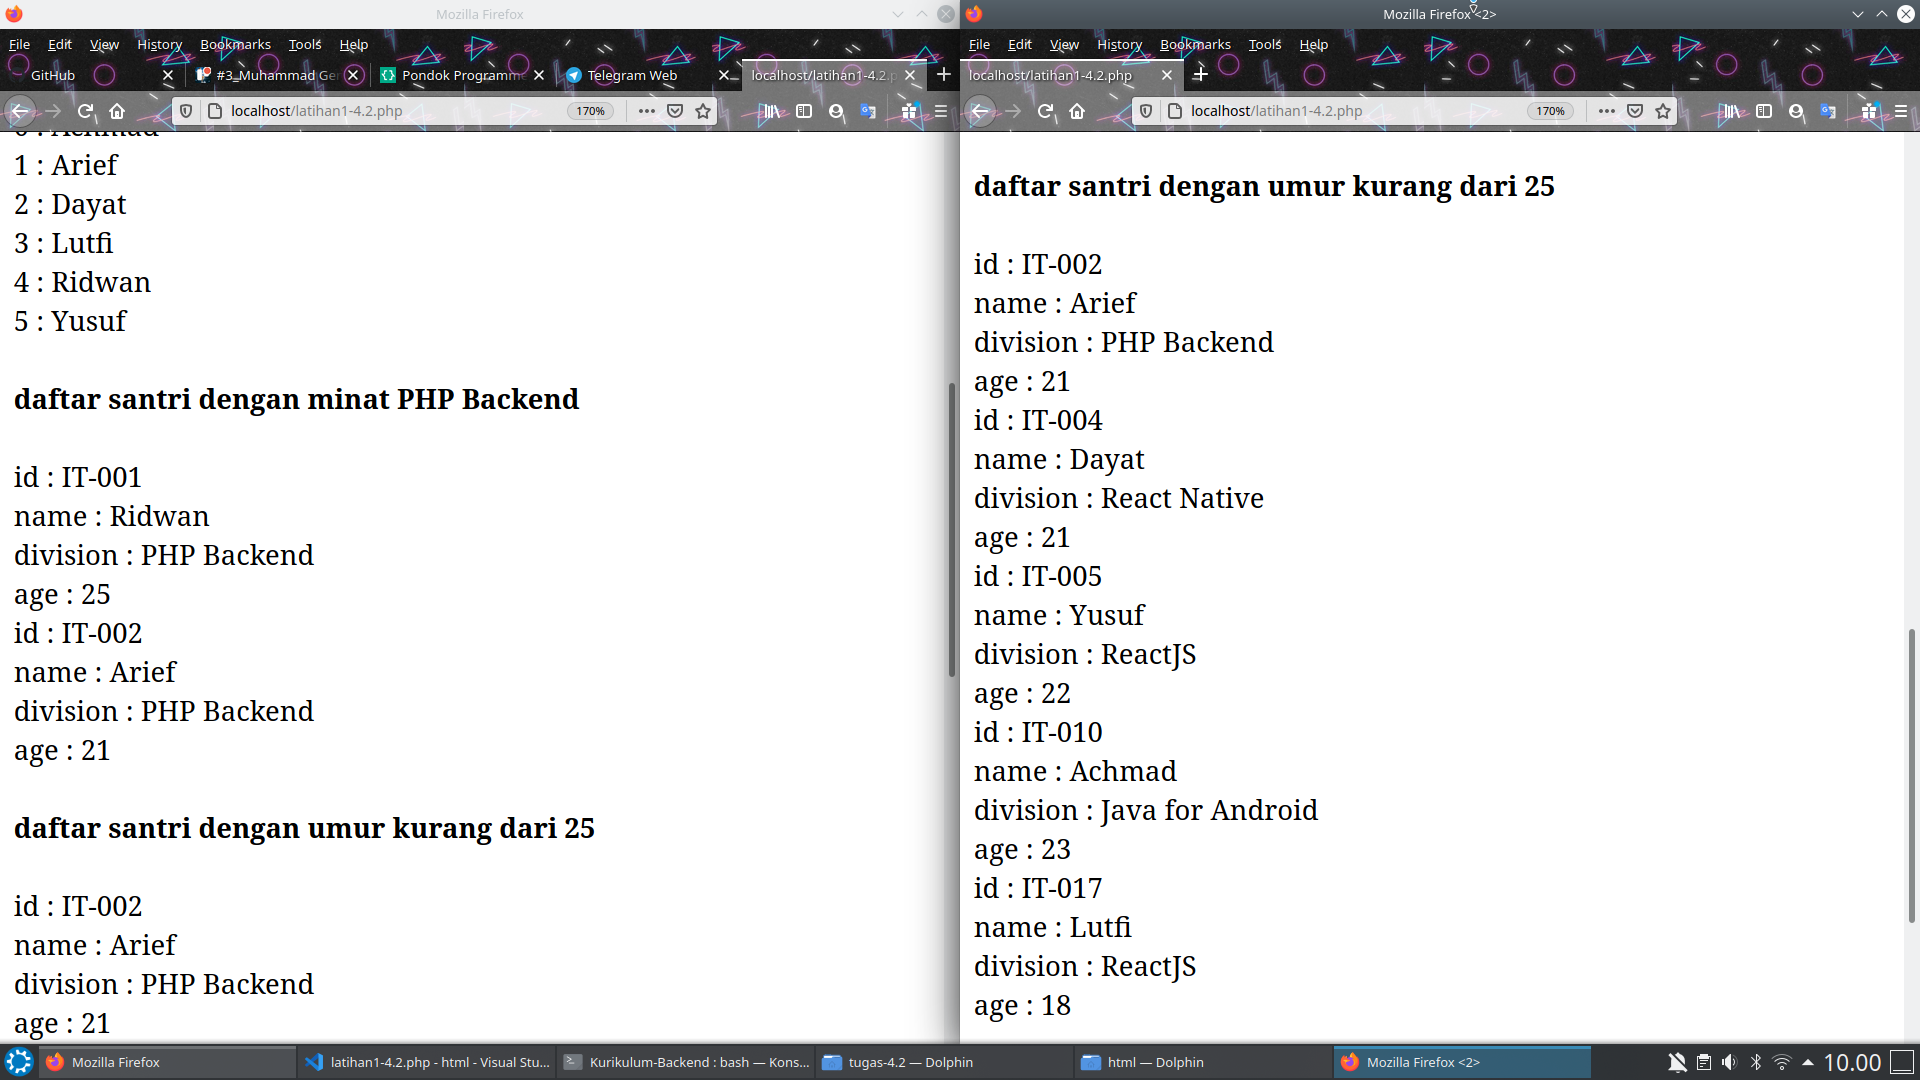 Mozilla Firefox
File Edit View History Bookmarks Tools Help
GitHub
#3_Muhammad Ge
Pondok Programm
Telegram Web
localhost/latihan1-4.2.p
localhost/latihan1-4.2.php
170%
1 : Arief
2 : Dayat
3 : Lutfi
4 : Ridwan
5 : Yusuf
daftar santri dengan minat PHP Backend
id : IT-001
name : Ridwan
division : PHP Backend
age : 25
id : IT-002
name : Arief
division : PHP Backend
age : 21
daftar santri dengan umur kurang dari 25
id : IT-002
name : Arief
division : PHP Backend
age : 21
Mozilla Firefox <2>
File Edit View History Bookmarks Tools Help
localhost/latihan1-4.2.php
localhost/latihan1-4.2.php
170%
daftar santri dengan umur kurang dari 25
id : IT-002
name : Arief
division : PHP Backend
age : 21
id : IT-004
name : Dayat
division : React Native
age : 21
id : IT-005
name : Yusuf
division : ReactJS
age : 22
id : IT-010
name : Achmad
division : Java for Android
age : 23
id : IT-017
name : Lutfi
division : ReactJS
age : 18
Mozilla Firefox
latihan1-4.2.php - html - Visual Stu...
Kurikulum-Backend : bash — Kons...
tugas-4.2 — Dolphin
html — Dolphin
Mozilla Firefox <2>
10.00